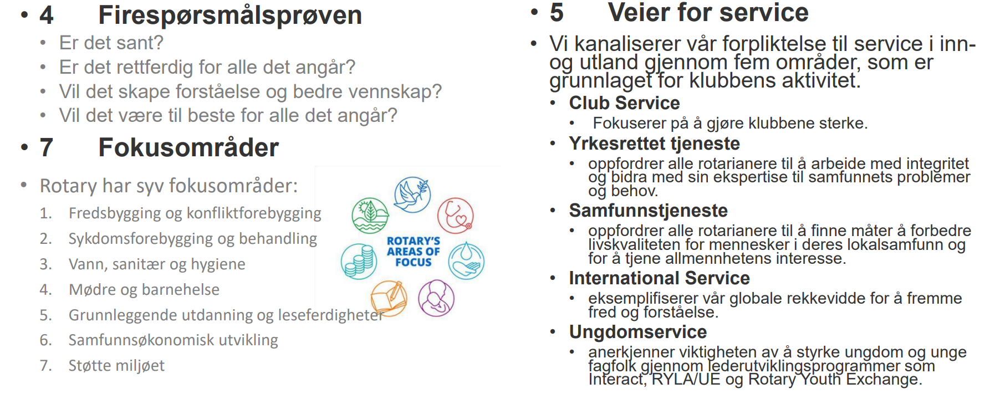 • 4 Firespørsmålsprøven
• Er det sant?
• Er det rettferdig for alle det angår?
• Vil det skape forståelse og bedre vennskap?
• Vil det være til beste for alle det angår?
• 7 Fokusområder
• Rotary har syv fokusområder:
1. Fredsbygging og konfliktforebygging
2. Sykdomsforebygging og behandling
3. Vann, sanitær og hygiene
4. Mødre og barnehelse
5. Grunnleggende utdanning og leseferdigheter
6. Samfunnsøkonomisk utvikling
7. Støtte miljøet
ROTARY'S
AREAS OF
FOCUS
• 5 Veier for service
• Vi kanaliserer vår forpliktelse til service i inn-
og utland gjennom fem områder, som er
grunnlaget for klubbens aktivitet.
• Club Service
• Fokuserer på å gjøre klubbene sterke.
• Yrkesrettet tjeneste
• oppfordrer alle rotarianere til å arbeide med integritet
og bidra med sin ekspertise til samfunnets problemer
og behov.
• Samfunnstjeneste
• oppfordrer alle rotarianere til å finne måter å forbedre
livskvaliteten for mennesker i deres lokalsamfunn og
for å tjene allmennhetens interesse.
• International Service
• eksemplifiserer vår globale rekkevidde for å fremme
fred og forståelse.
• Ungdomservice
• anerkjenner viktigheten av å styrke ungdom og unge
fagfolk gjennom lederutviklingsprogrammer som
Interact, RYLA/UE og Rotary Youth Exchange.